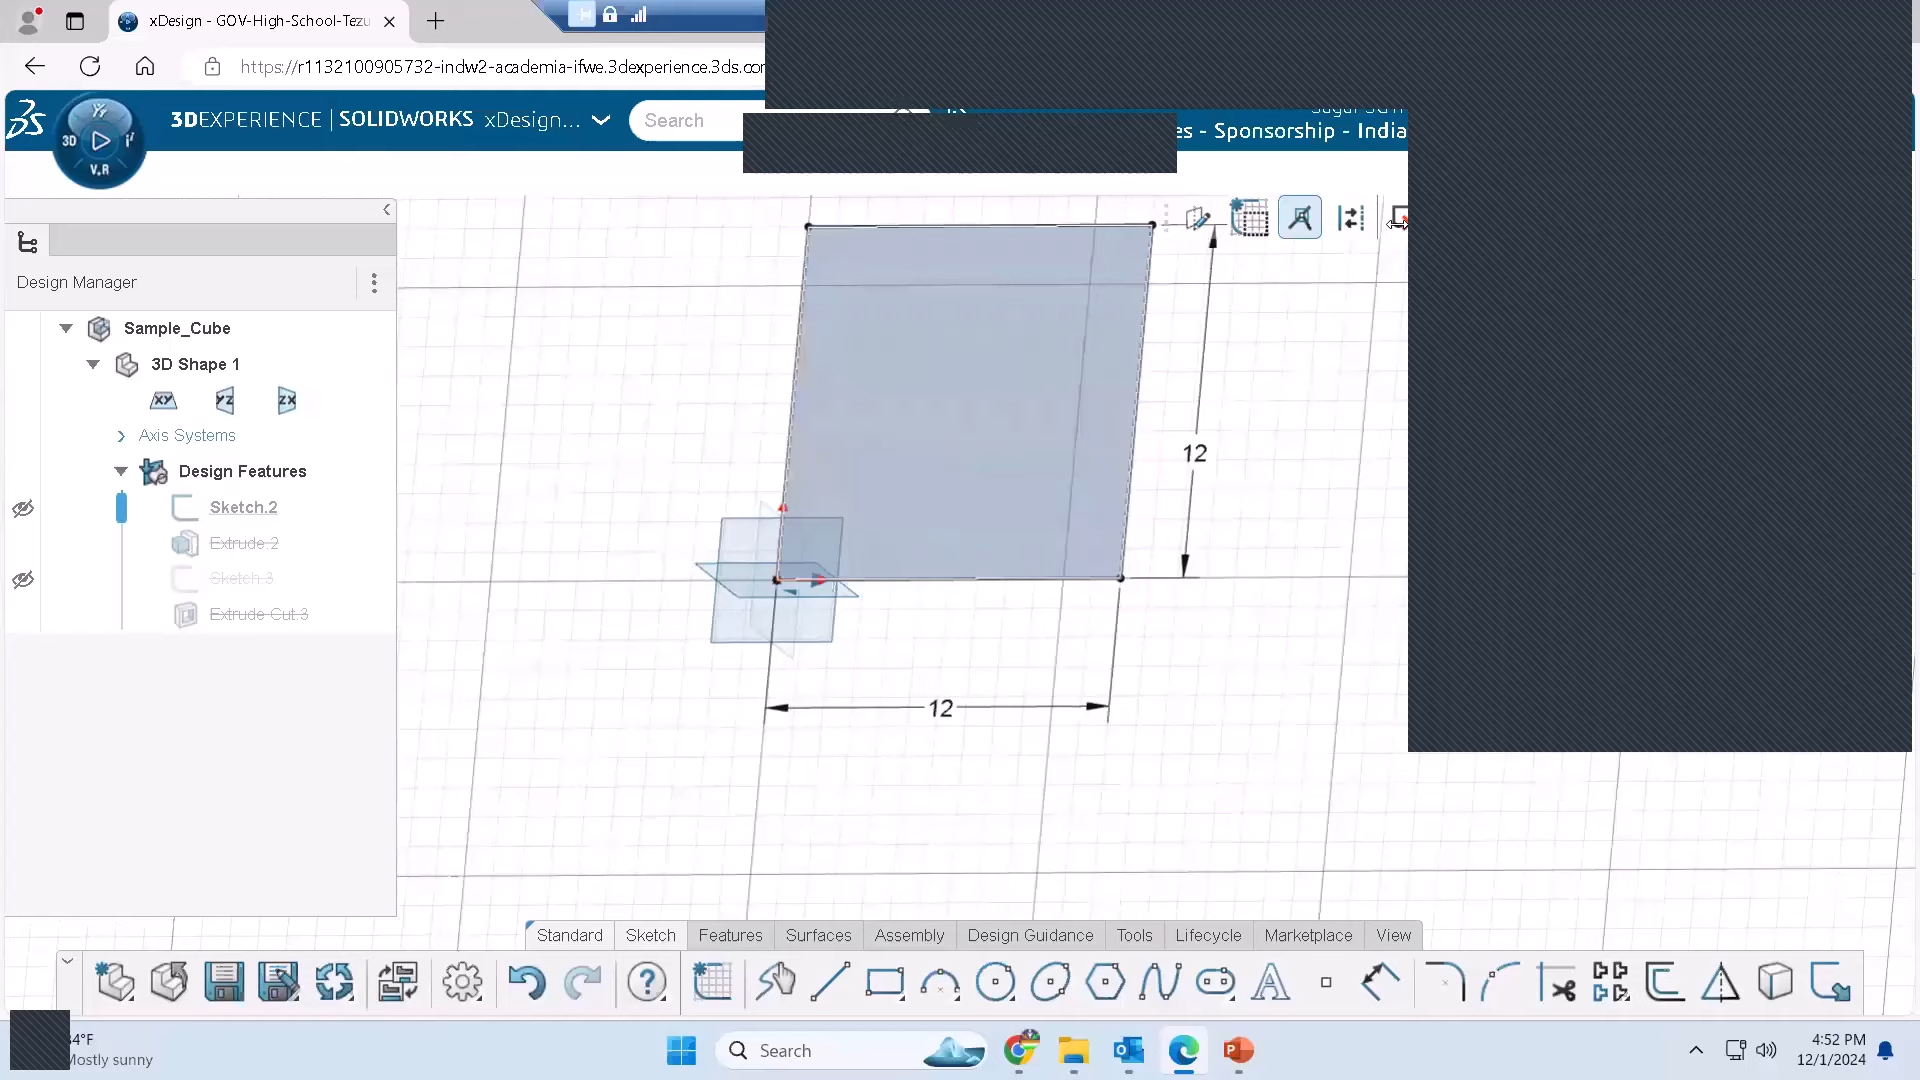 xDesign - GOV-High-School-Tezu
https://r1132100905732-indw2-academia-ifwe.3dexperience.3ds.com
3DEXPERIENCE | SOLIDWORKS xDesign...
Search
es - Sponsorship - India
3D
V.R
Design Manager
Sample_Cube
3D Shape 1
XY YZ ZX
Axis Systems
Design Features
Sketch.2
Extrude.2
Sketch.3
Extrude Cut.3
12
12
Standard Sketch Features Surfaces Assembly Design Guidance Tools Lifecycle Marketplace View
4°F
Mostly sunny
Search
4:52 PM
12/1/2024